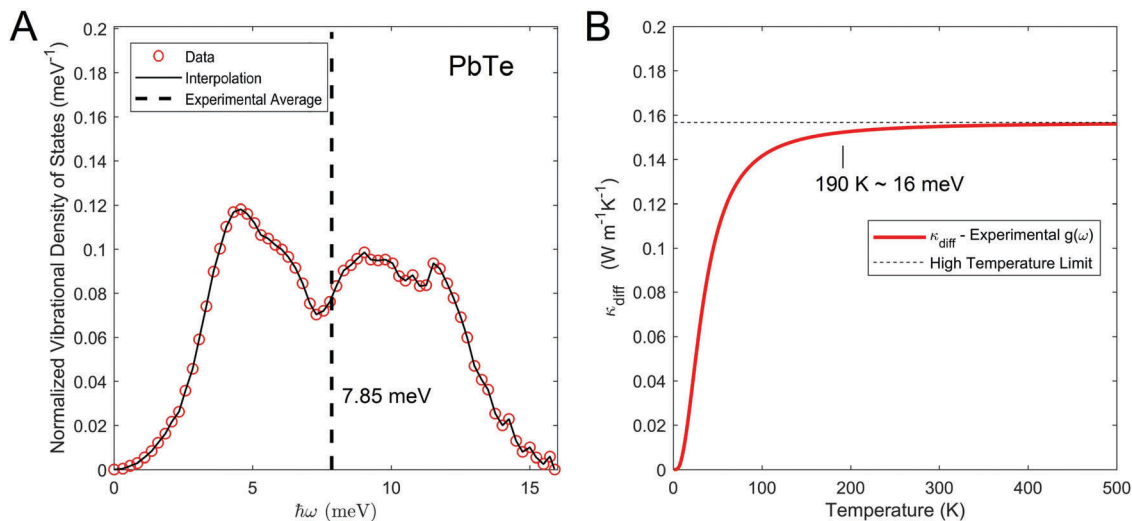 A
Normalized Vibrational Density of States (meV⁻¹)
0.2
0.18
0.16
0.14
0.12
0.1
0.08
0.06
0.04
0.02
0
Data
Interpolation
Experimental Average
PbTe
7.85 meV
0
5
10
15
ℏω (meV)
B
κdiff (W m⁻¹K⁻¹)
0.2
0.18
0.16
0.14
0.12
0.1
0.08
0.06
0.04
0.02
0
190 K ~ 16 meV
κdiff - Experimental g(ω)
High Temperature Limit
0
100
200
300
400
500
Temperature (K)